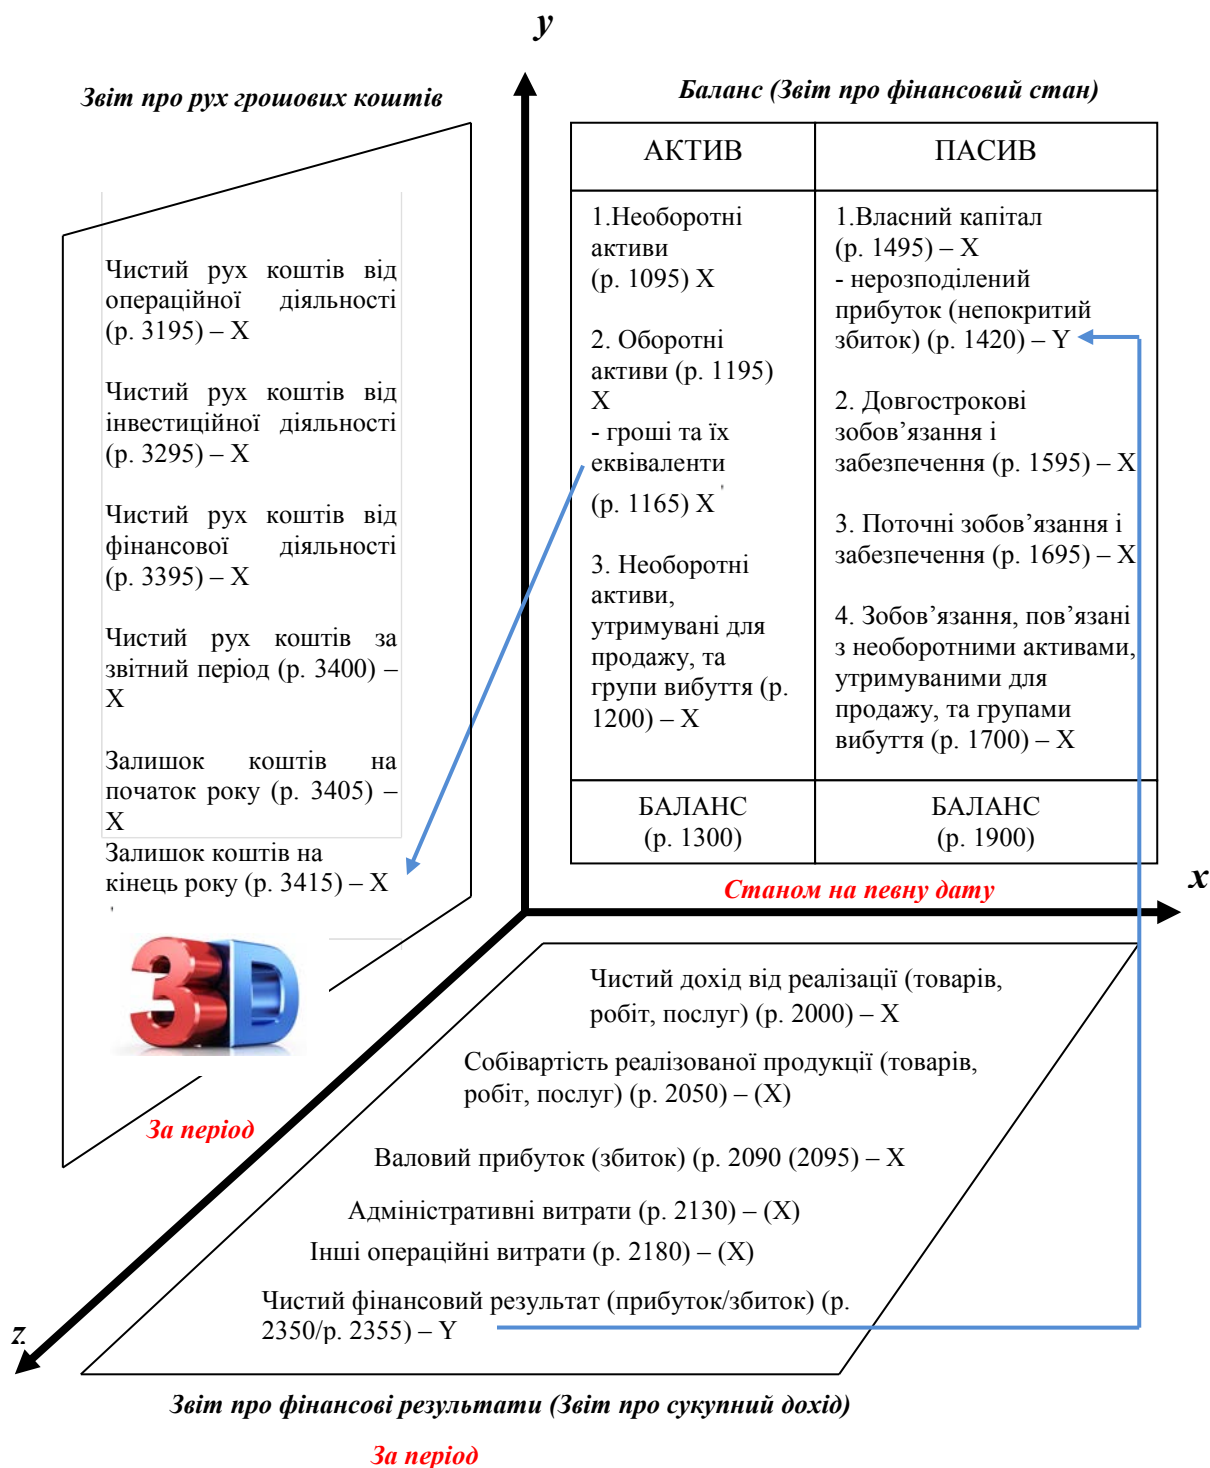 y
Звіт про рух грошових коштів
Баланс (Звіт про фінансовий стан)
АКТИВ
ПАСИВ
1.Необоротні
активи
(р. 1095) Х
2. Оборотні
активи (р. 1195)
Х
- гроші та їх
еквіваленти
(р. 1165) Х
3. Необоротні
активи,
утримувані для
продажу, та
групи вибуття (р.
1200) – Х
1.Власний капітал
(р. 1495) – Х
- нерозподілений
прибуток (непокритий
збиток) (р. 1420) – Y
2. Довгострокові
зобов’язання і
забезпечення (р. 1595) – Х
3. Поточні зобов’язання і
забезпечення (р. 1695) – Х
4. Зобов’язання, пов’язані
з необоротними активами,
утримуваними для
продажу, та групами
вибуття (р. 1700) – Х
БАЛАНС
(р. 1300)
БАЛАНС
(р. 1900)
Станом на певну дату
x
Чистий рух коштів від
операційної діяльності
(р. 3195) – Х
Чистий рух коштів від
інвестиційної діяльності
(р. 3295) – Х
Чистий рух коштів від
фінансової діяльності
(р. 3395) – Х
Чистий рух коштів за
звітний період (р. 3400) –
Х
Залишок коштів на
початок року (р. 3405) –
Х
Залишок коштів на
кінець року (р. 3415) – Х
3D
За період
Чистий дохід від реалізації (товарів,
робіт, послуг) (р. 2000) – Х
Собівартість реалізованої продукції (товарів,
робіт, послуг) (р. 2050) – (Х)
Валовий прибуток (збиток) (р. 2090 (2095) – Х
Адміністративні витрати (р. 2130) – (Х)
Інші операційні витрати (р. 2180) – (Х)
Чистий фінансовий результат (прибуток/збиток) (р.
2350/р. 2355) – Y
z
Звіт про фінансові результати (Звіт про сукупний дохід)
За період